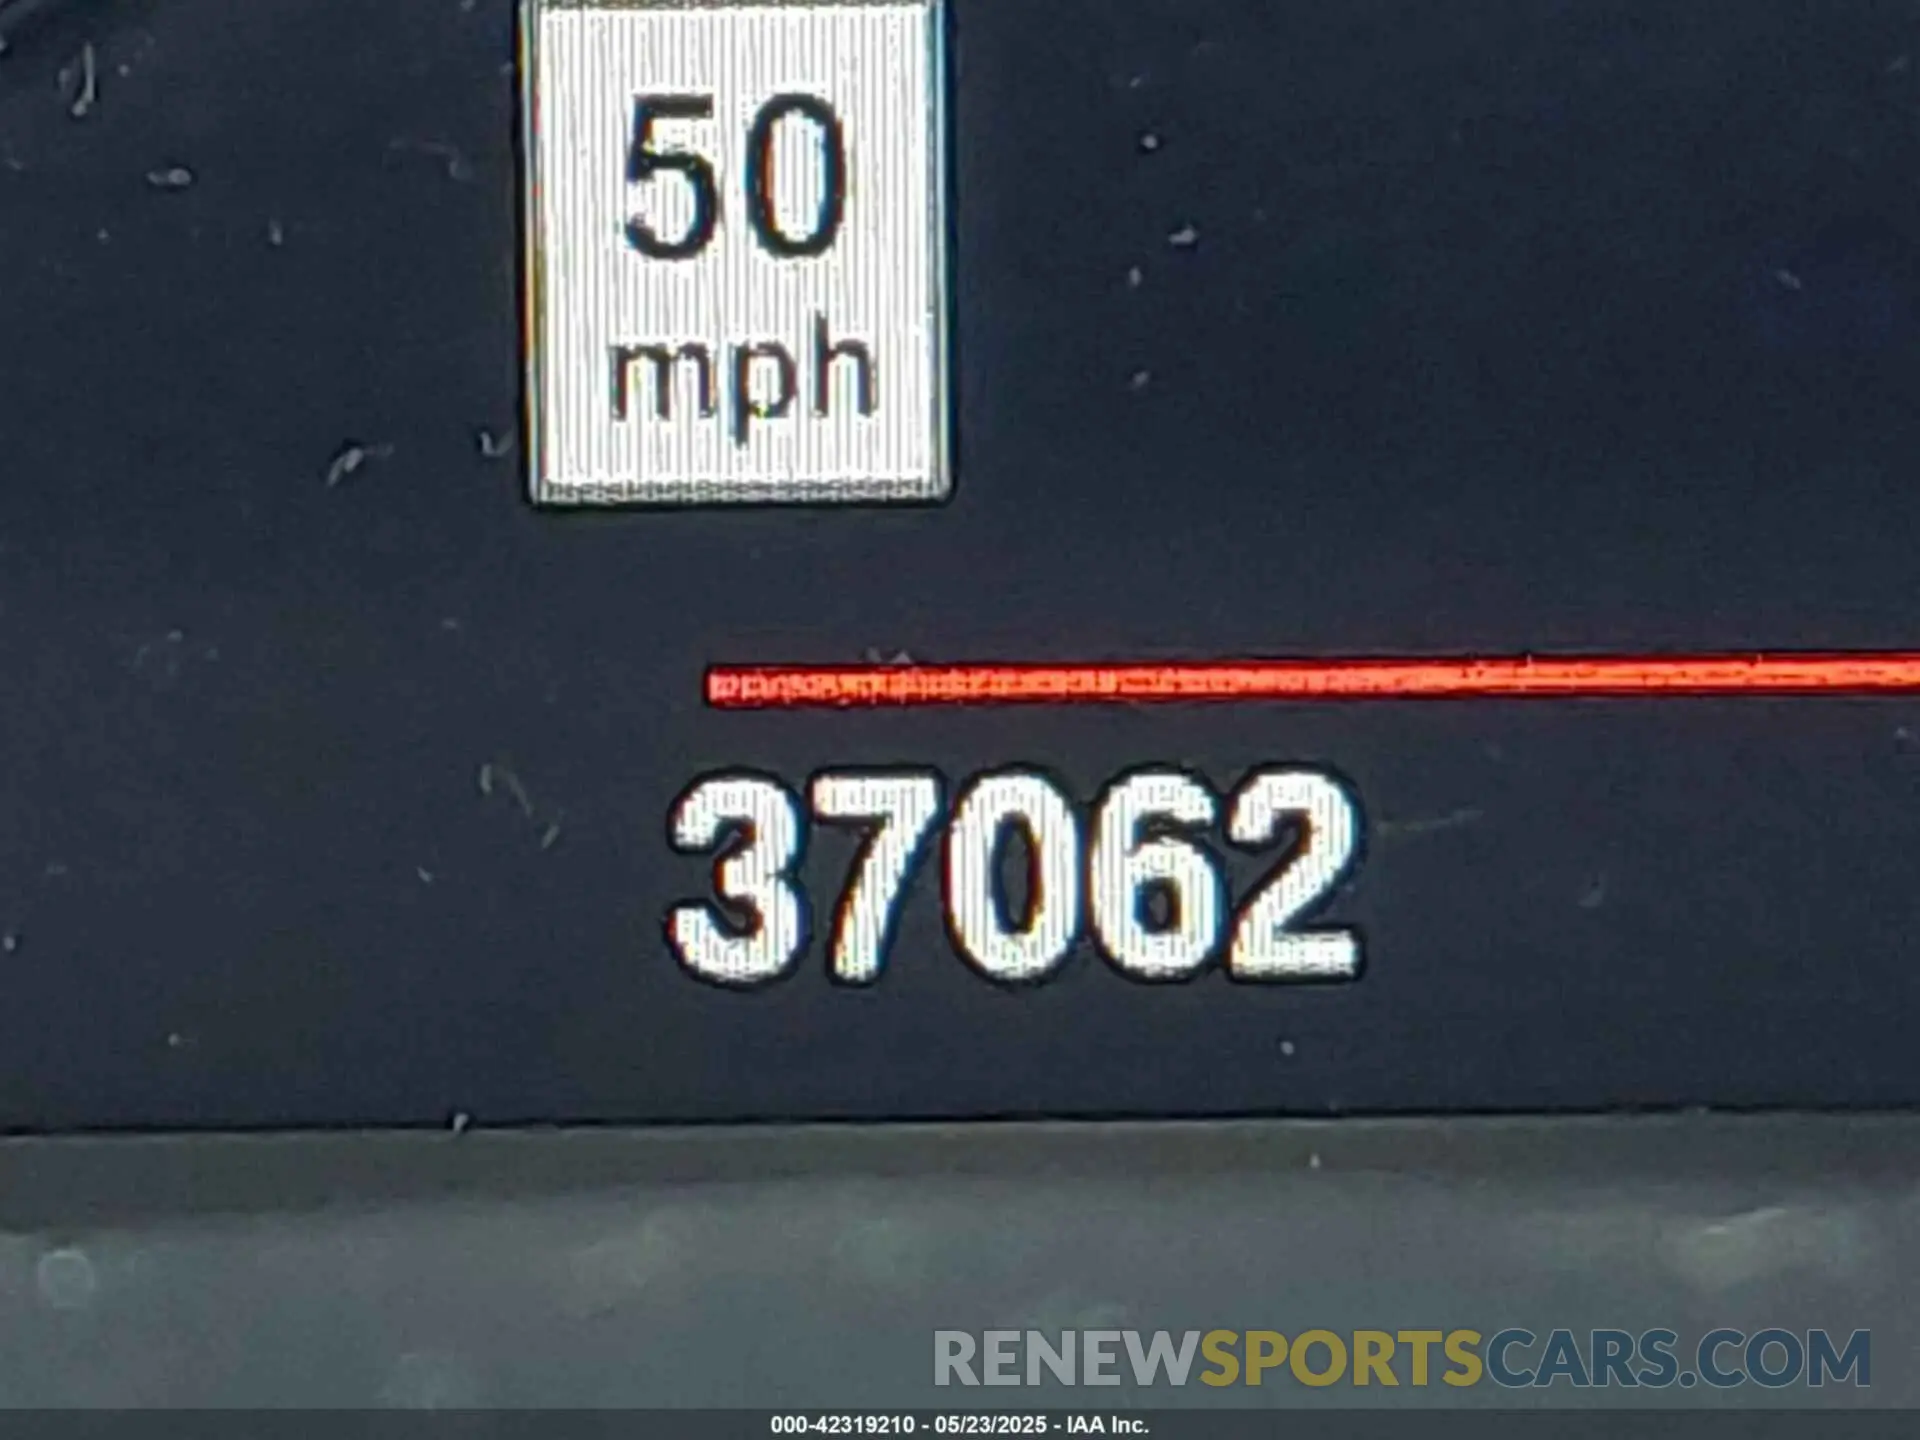 50
mph
37062
RENEWSPORTSCARS.COM
000-42319210 - 05/23/2025 - IAA Inc.